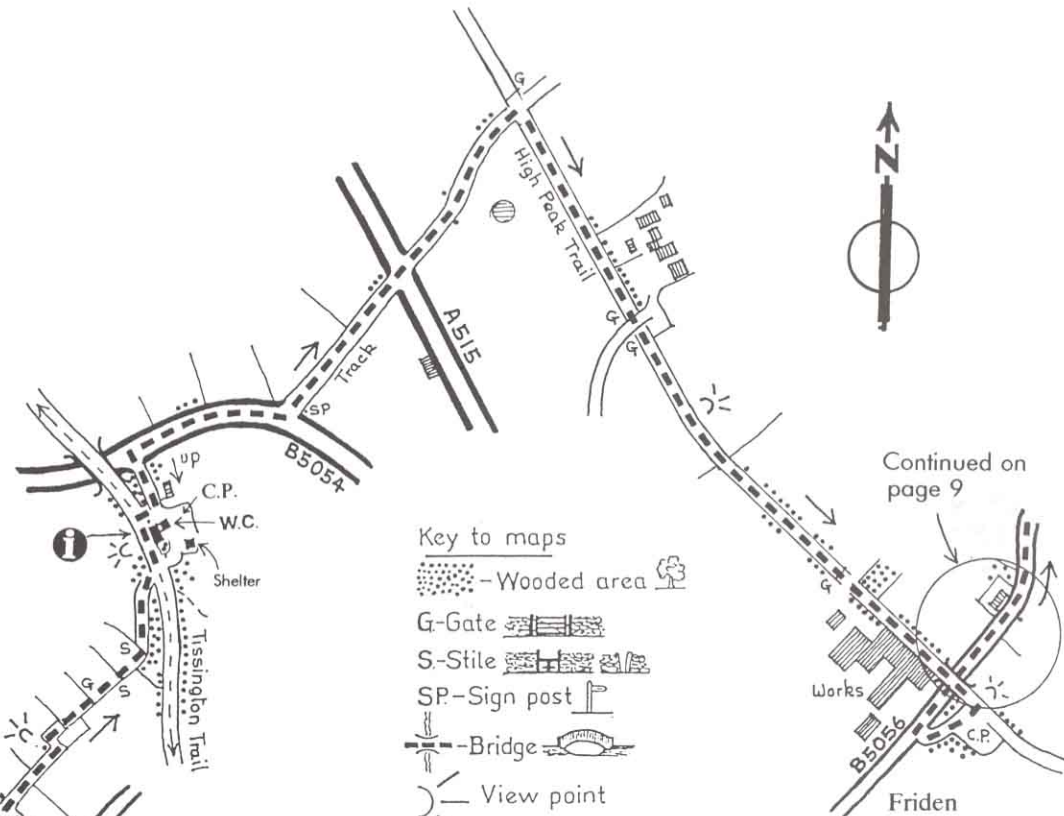 G
High Peak Trail
N
A515
Track
G
G
SP
B5054
up
C.P.
W.C.
i
Shelter
Continued on
page 9
Key to maps
- Wooded area
G-Gate
S.-Stile
SP.-Sign post
-Bridge
View point
S
G
S
Tissington Trail
G
Works
B5056
C.P.
Friden